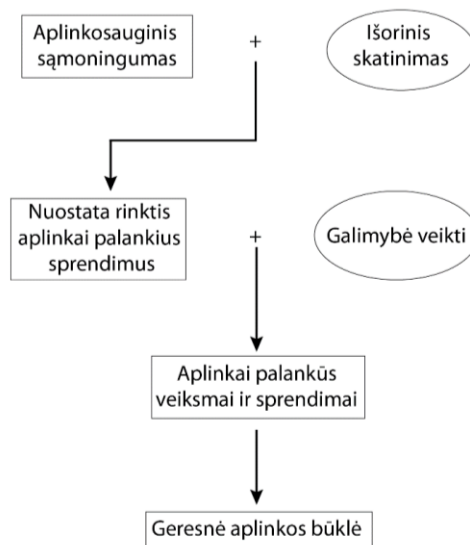 Aplinkosauginis
sąmoningumas
+
Išorinis
skatinimas
Nuostata rinktis
aplinkai palankius
sprendimus
+
Galimybė veikti
Aplinkai palankūs
veiksmai ir sprendimai
Geresnė aplinkos būklė